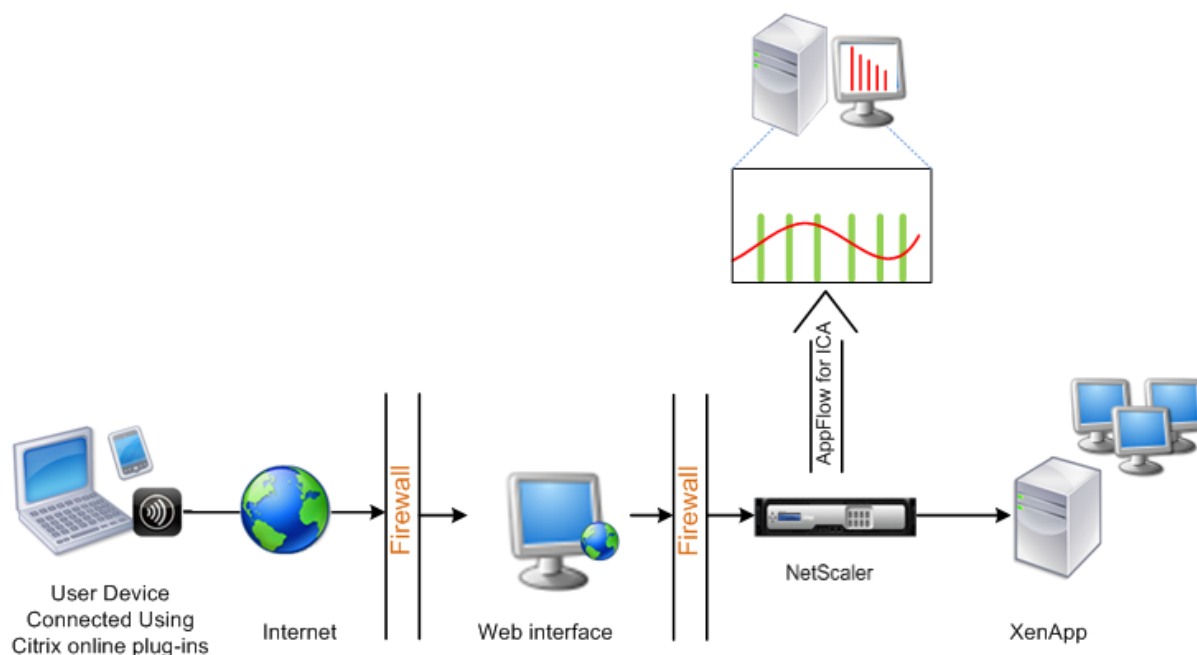 AppFlow for ICA
Firewall
Firewall
User Device
Connected Using
Citrix online plug-ins
Internet
Web interface
NetScaler
XenApp